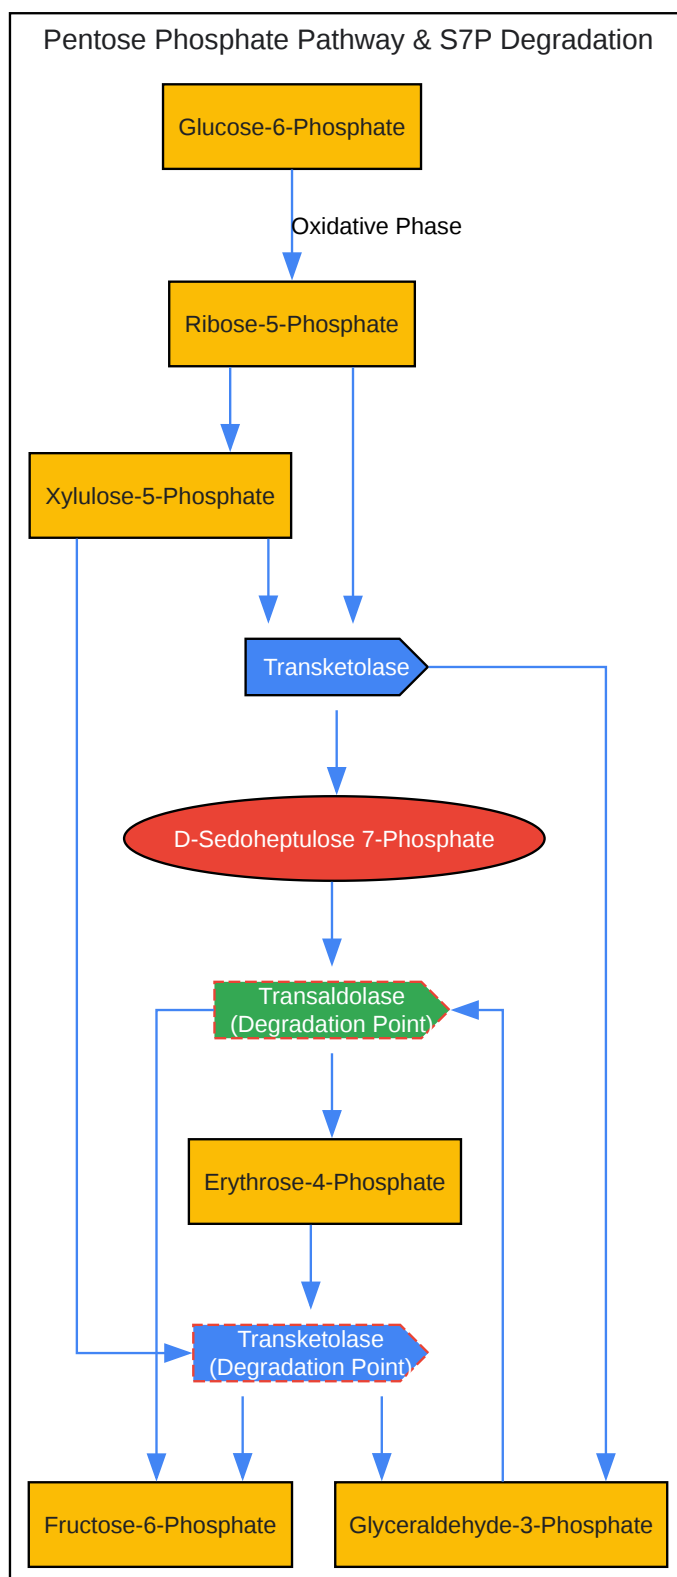 Pentose Phosphate Pathway & S7P Degradation
Glucose-6-Phosphate
Oxidative Phase
Ribose-5-Phosphate
Xylulose-5-Phosphate
Transketolase
D-Sedoheptulose 7-Phosphate
Transaldolase
(Degradation Point)
Erythrose-4-Phosphate
Transketolase
(Degradation Point)
Fructose-6-Phosphate
Glyceraldehyde-3-Phosphate